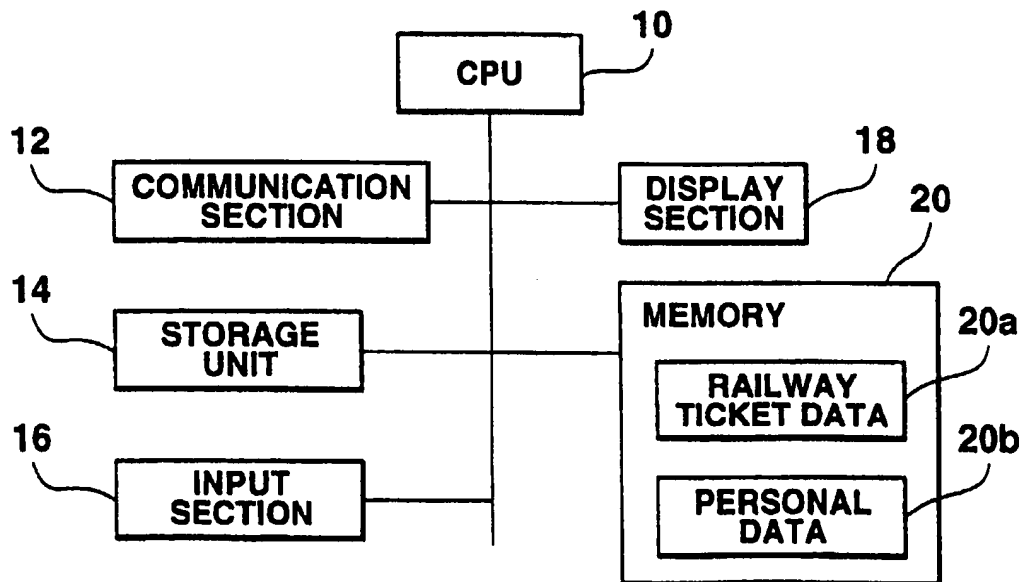 10
CPU
12
COMMUNICATION
SECTION
18
DISPLAY
SECTION
20
14
STORAGE
UNIT
MEMORY
20a
RAILWAY
TICKET DATA
16
INPUT
SECTION
20b
PERSONAL
DATA